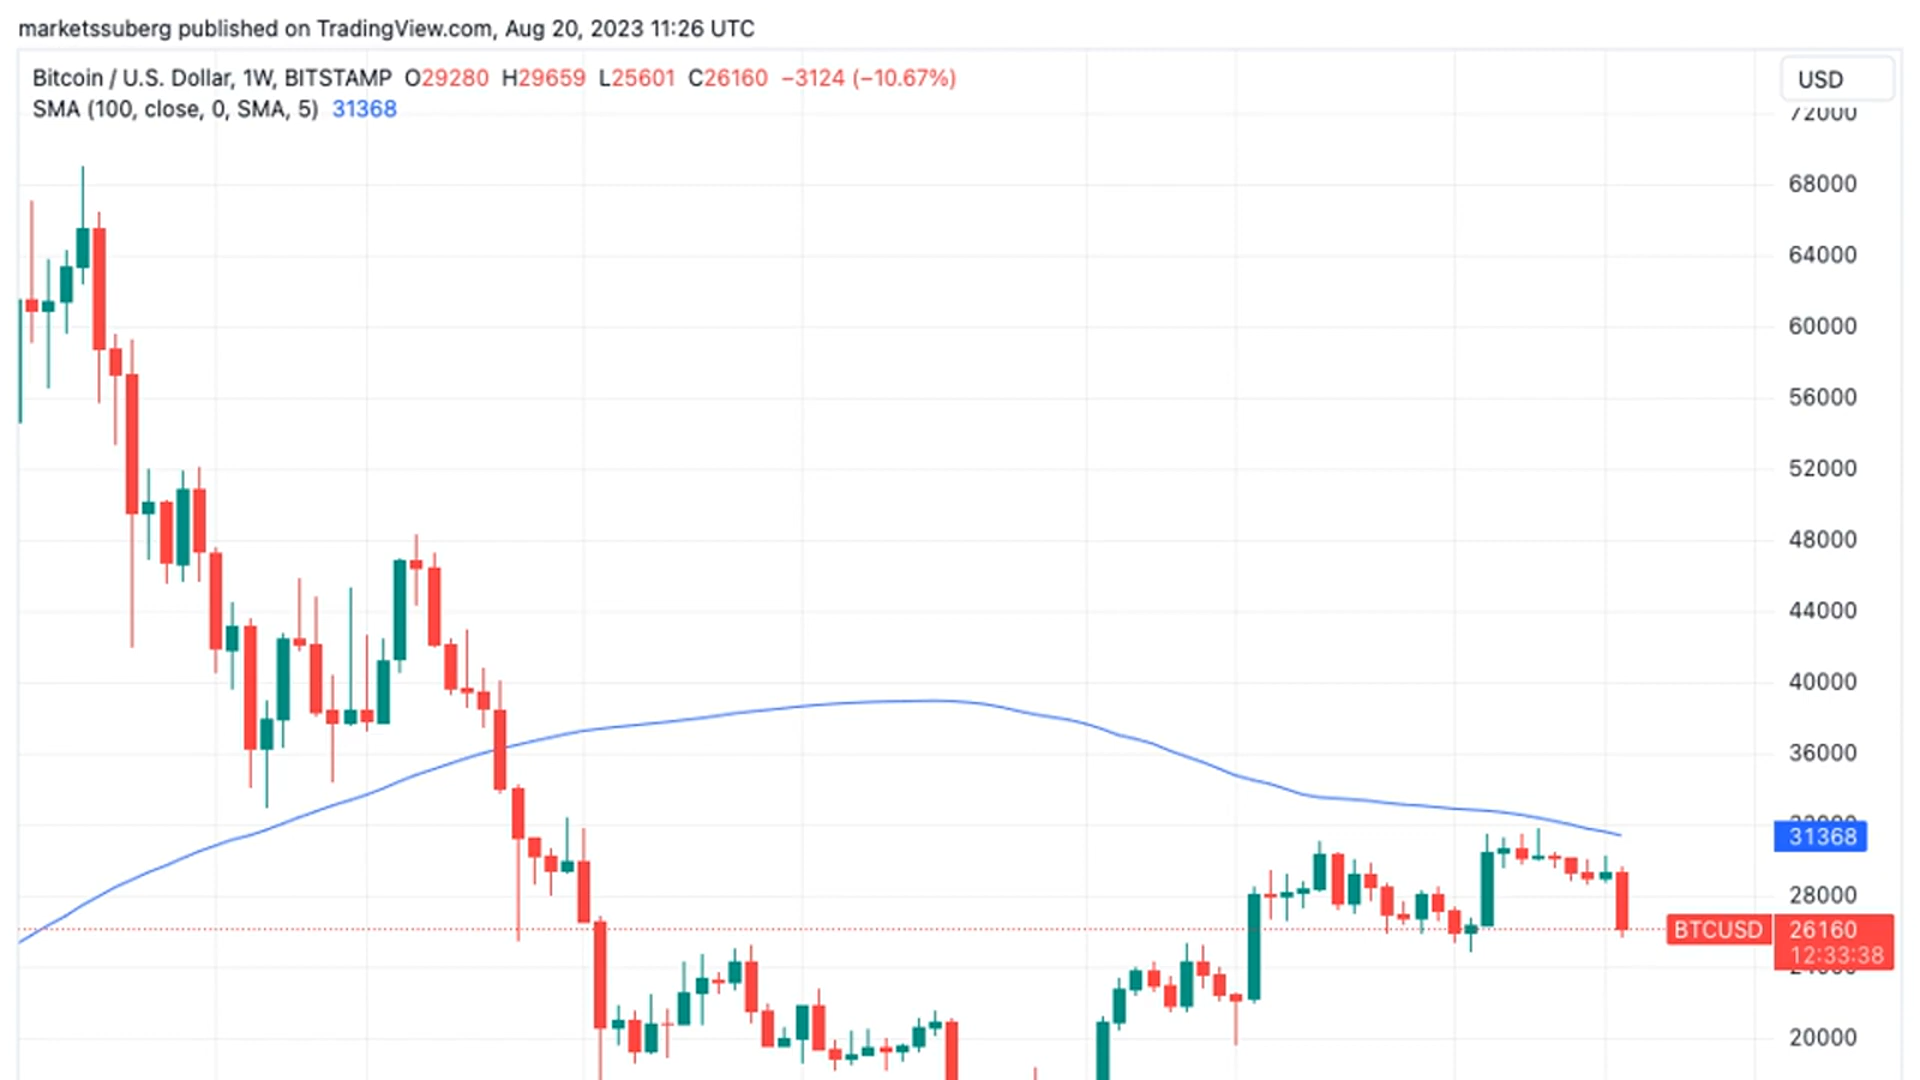 marketssuberg published on TradingView.com, Aug 20, 2023 11:26 UTC
Bitcoin / U.S. Dollar, 1W, BITSTAMP O29280 H29659 L25601 C26160 −3124 (−10.67%)
SMA (100, close, 0, SMA, 5) 31368
USD
72000
68000
64000
60000
56000
52000
48000
44000
40000
36000
31368
28000
BTCUSD 26160
12:33:38
20000